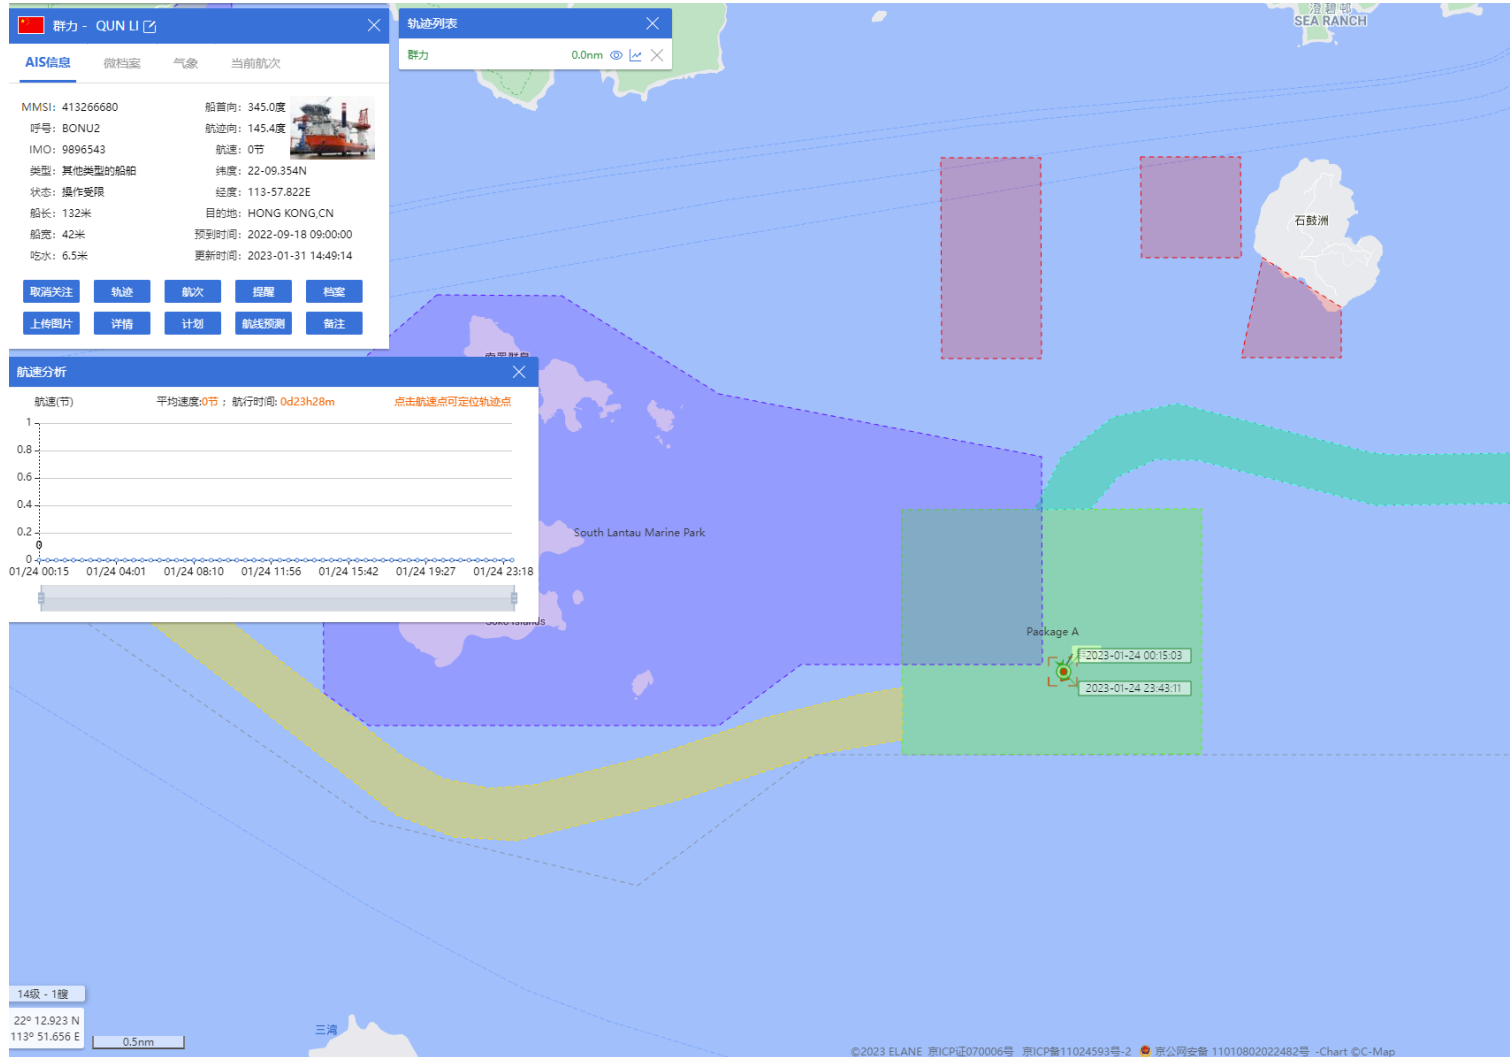 群力 - QUN LI
AIS信息 微档案 气象 当前航次
MMSI: 413266680
船首向: 345.0度
呼号: BONU2
航迹向: 145.4度
IMO: 9896543
航速: 0节
类型: 其他类型的船舶
纬度: 22-09.354N
状态: 操作受限
经度: 113-57.822E
船长: 132米
目的地: HONG KONG,CN
船宽: 42米
预到时间: 2022-09-18 09:00:00
吃水: 6.5米
更新时间: 2023-01-31 14:49:14
取消关注 轨迹 航次 提醒 档案
上传图片 详情 计划 航线预测 备注
轨迹列表
群力 0.0nm
澄碧邨
SEA RANCH
石鼓洲
航速分析
航速(节) 平均速度:0节 ; 航行时间: 0d23h28m 点击航速点可定位轨迹点
1
0.8
0.6
0.4
0.2
0
0
01/24 00:15 01/24 04:01 01/24 08:10 01/24 11:56 01/24 15:42 01/24 19:27 01/24 23:18
South Lantau Marine Park
Soko Islands
Package A
2023-01-24 00:15:03
2023-01-24 23:43:11
14级 - 1艘
22º 12.923 N
113º 51.656 E
0.5nm
三湾
©2023 ELANE 京ICP证070006号 京ICP备11024593号-2 京公网安备 11010802022482号 -Chart ©C-Map